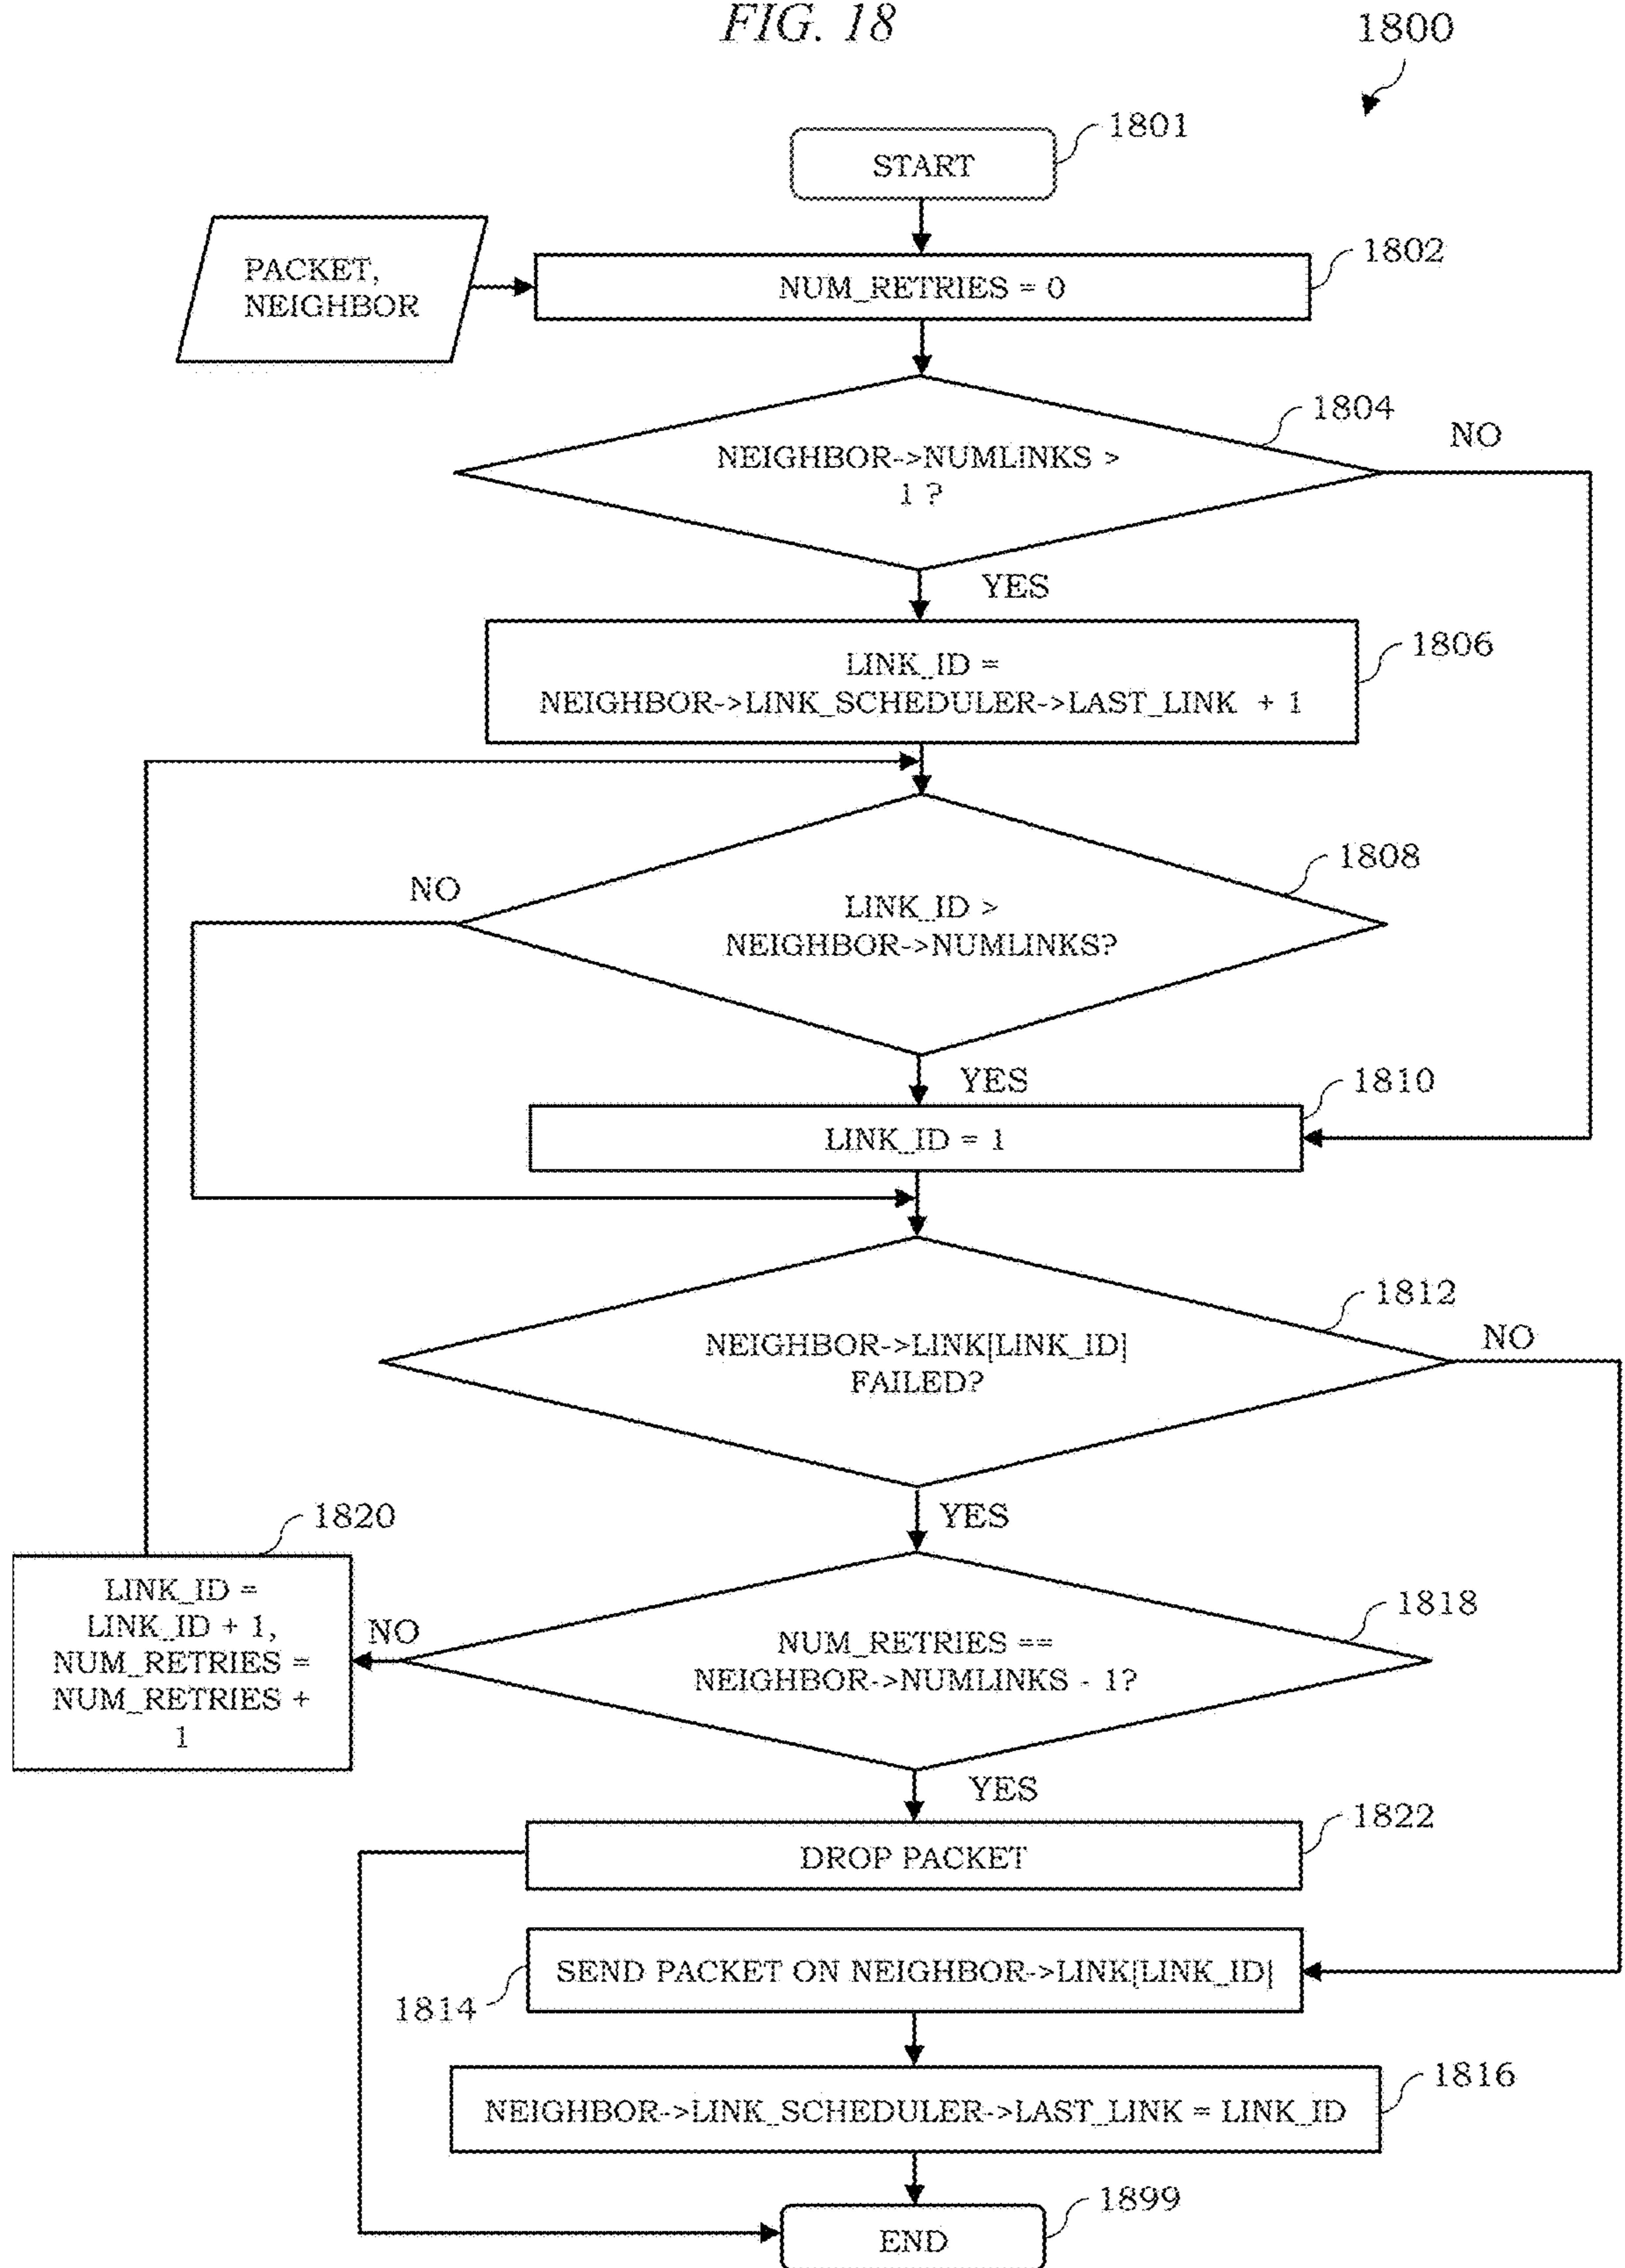 FIG. 18
1800
1801
START
PACKET,
NEIGHBOR
1802
NUM_RETRIES = 0
1804
NEIGHBOR->NUMLINKS >
1 ?
NO
YES
1806
LINK_ID =
NEIGHBOR->LINK_SCHEDULER->LAST_LINK + 1
1808
NO
LINK_ID >
NEIGHBOR->NUMLINKS?
YES
1810
LINK_ID = 1
1812
NEIGHBOR->LINK[LINK_ID]
FAILED?
NO
YES
1820
LINK_ID =
LINK_ID + 1,
NUM_RETRIES =
NUM_RETRIES +
1
NO
1818
NUM_RETRIES ==
NEIGHBOR->NUMLINKS - 1?
YES
1822
DROP PACKET
SEND PACKET ON NEIGHBOR->LINK[LINK_ID]
1814
1816
NEIGHBOR->LINK_SCHEDULER->LAST_LINK = LINK_ID
1899
END